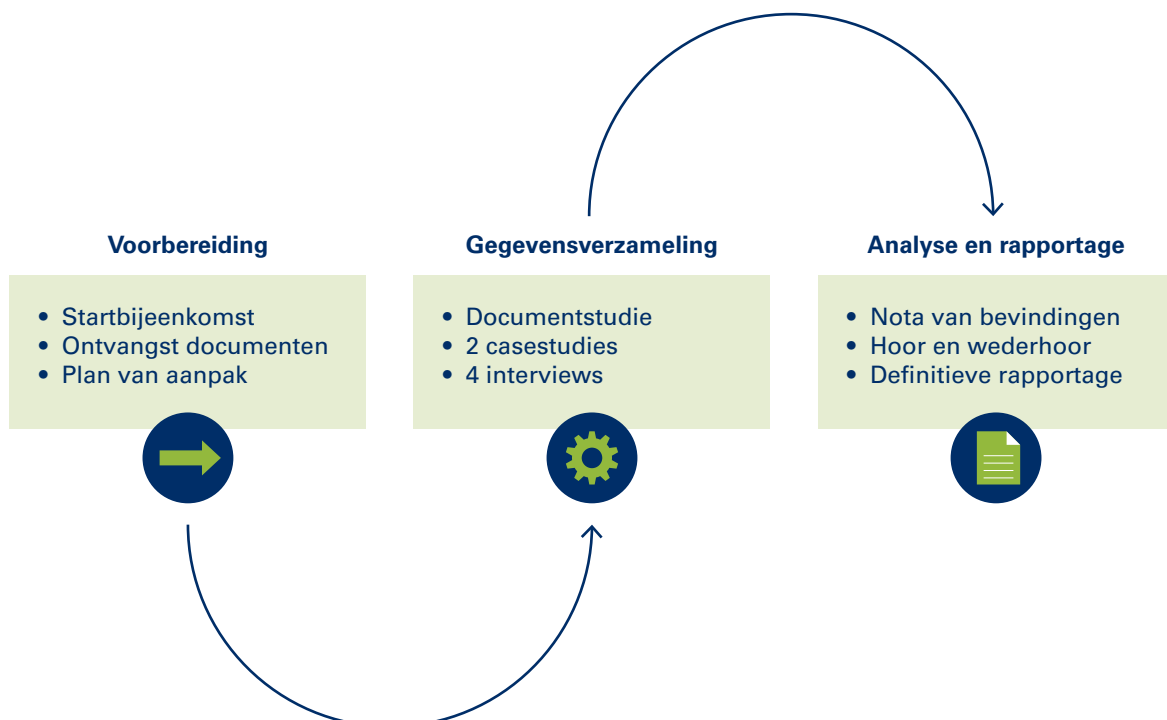 Voorbereiding
• Startbijeenkomst
• Ontvangst documenten
• Plan van aanpak
Gegevensverzameling
• Documentstudie
• 2 casestudies
• 4 interviews
Analyse en rapportage
• Nota van bevindingen
• Hoor en wederhoor
• Definitieve rapportage